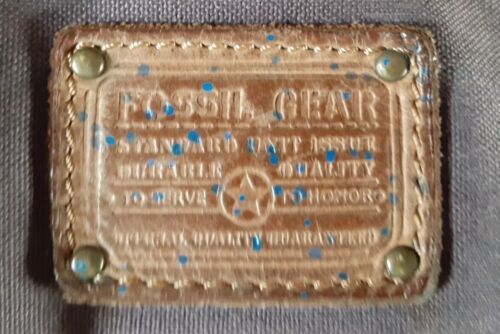 FOSSIL GEAR
STANDARD UNIT ISSUE
DURABLE QUALITY
TO SERVE TO HONOR
OFFICIAL QUALITY GUARANTEED